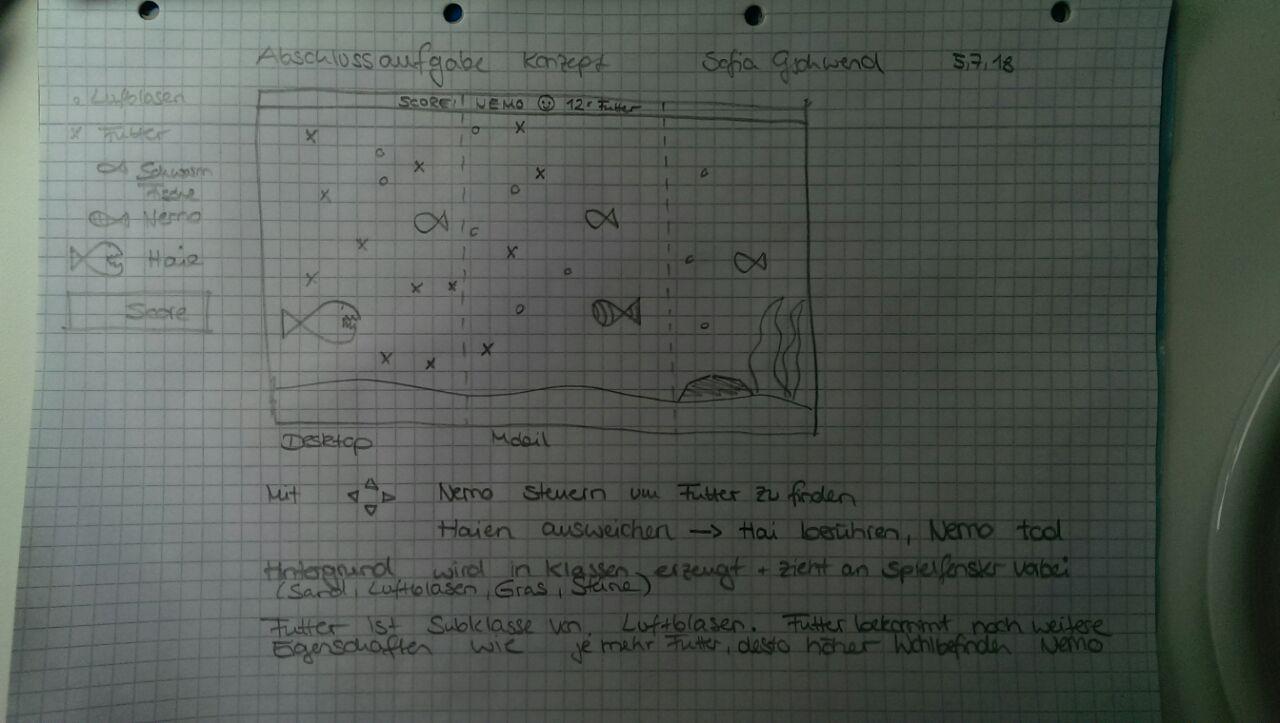 Abschlussaufgabe Konzept Sofia Gschwend 5,7,18
Luftblasen
Futter
Schwarm
Fische
Nemo
Haie
Score
SCORE: NEMO ☺ 12 · Futter
Desktop Mobil
Mit Nemo steuern um Futter zu finden
Haien ausweichen → Hai berühren, Nemo tod
Hintergrund wird in Klassen erzeugt + zieht an Spielfenster vorbei
(Sand, Luftblasen, Gras, Steine)
Futter ist Subklasse von Luftblasen. Futter bekommt noch weitere
Eigenschaften wie je mehr Futter, desto höher Wohlbefinden Nemo